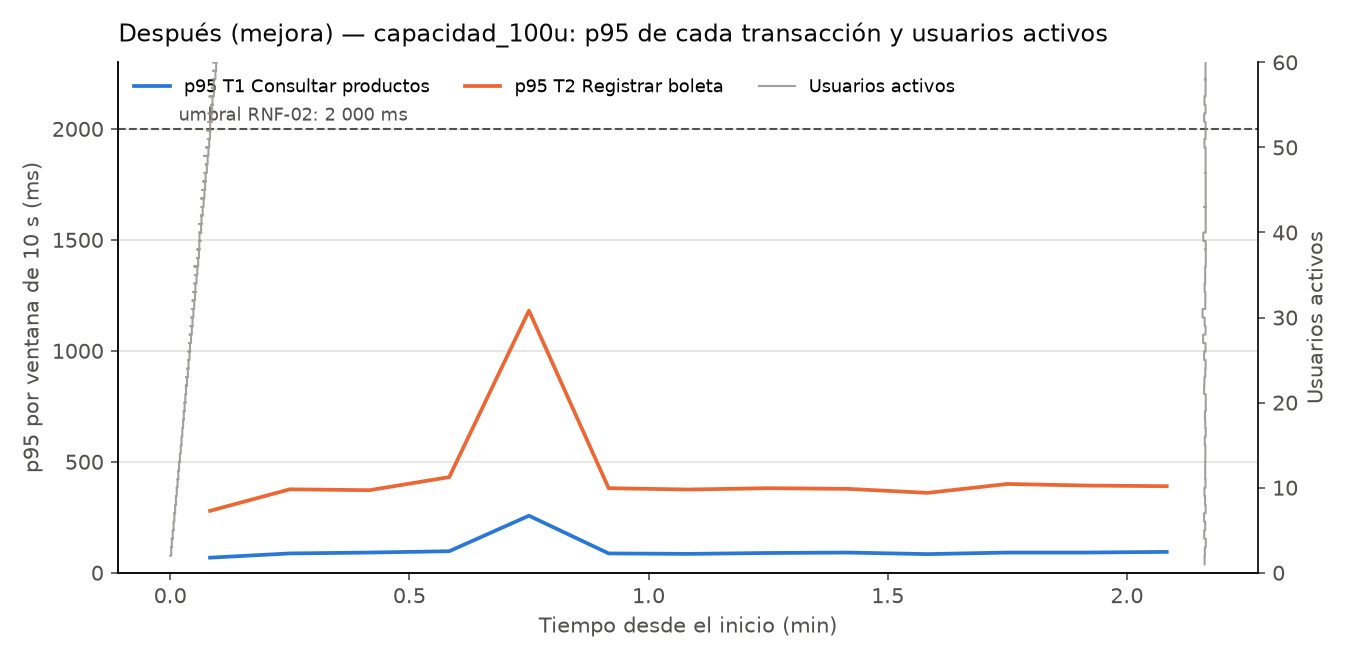 Después (mejora) — capacidad_100u: p95 de cada transacción y usuarios activos
p95 T1 Consultar productos
p95 T2 Registrar boleta
Usuarios activos
umbral RNF-02: 2 000 ms
p95 por ventana de 10 s (ms)
2000
1500
1000
500
0
60
50
40
30
20
10
0
Usuarios activos
0.0
0.5
1.0
1.5
2.0
Tiempo desde el inicio (min)